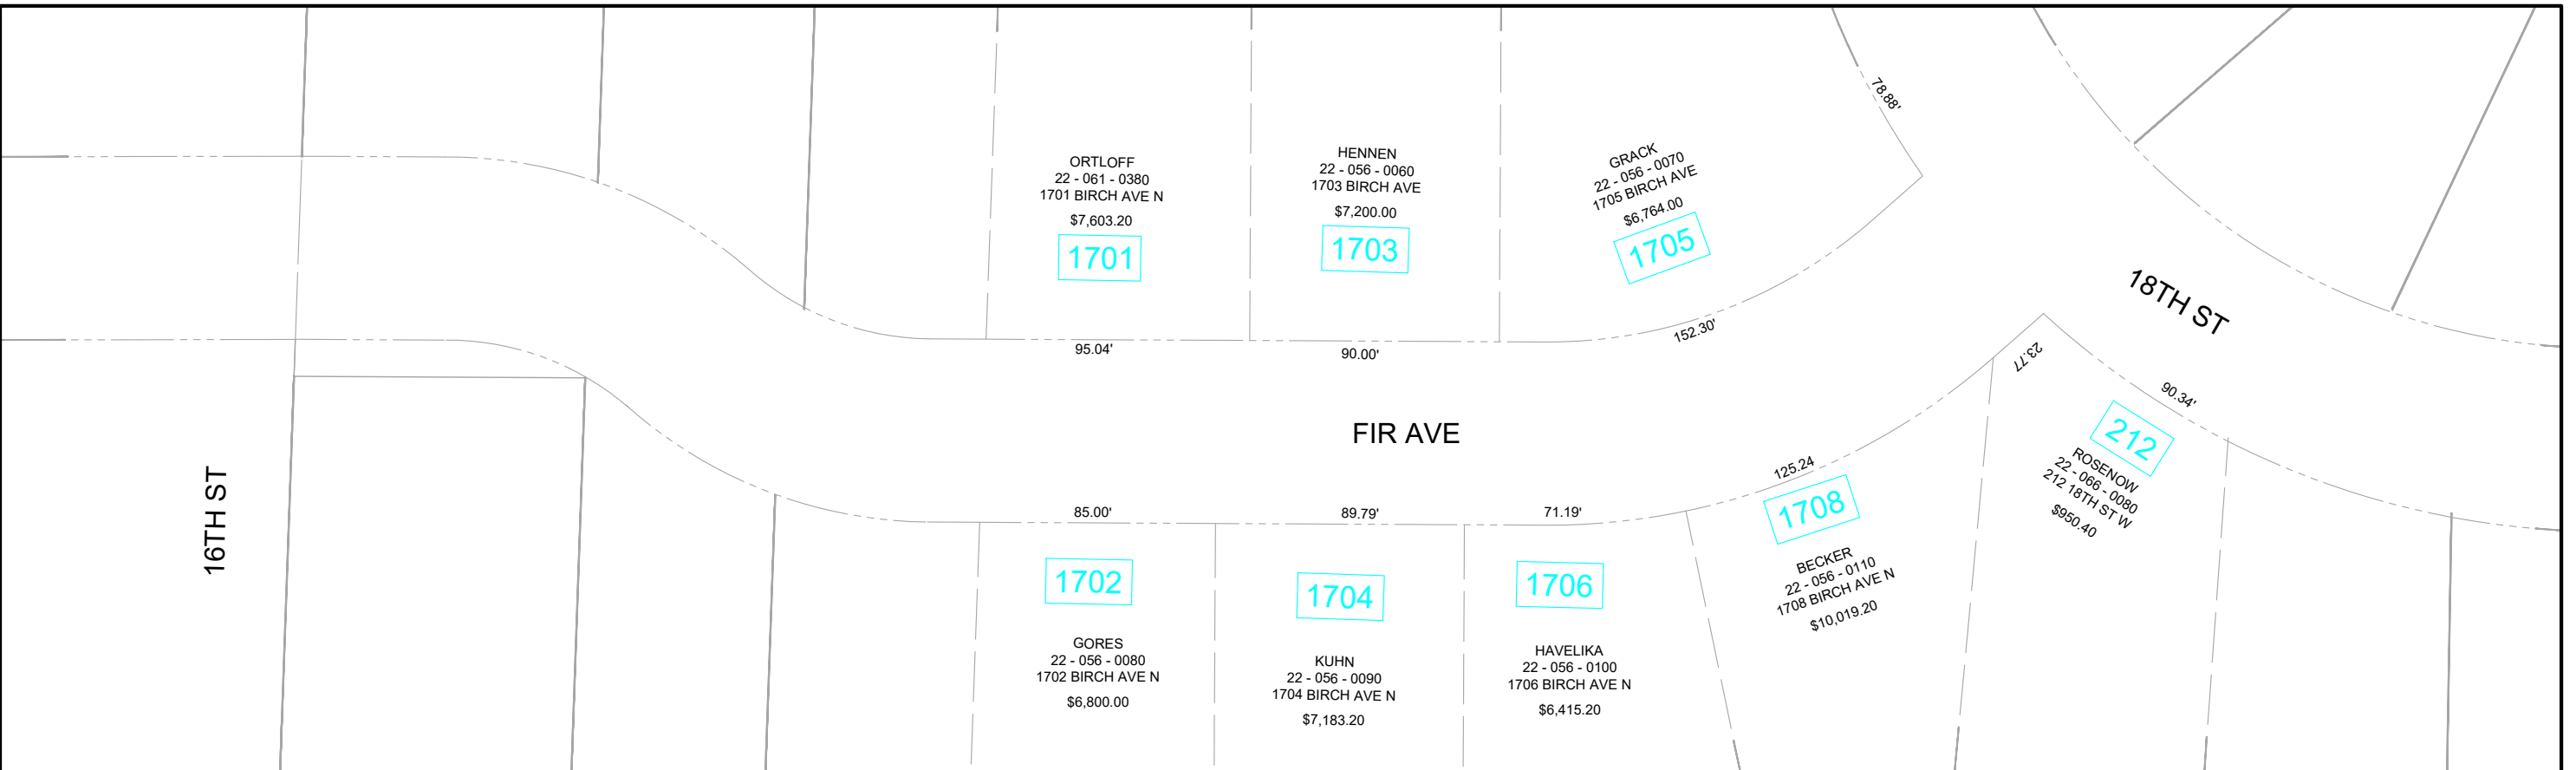 78.88'
ORTLOFF
22 - 061 - 0380
1701 BIRCH AVE N
$7,603.20
1701
HENNEN
22 - 056 - 0060
1703 BIRCH AVE
$7,200.00
1703
GRACK
22 - 056 - 0070
1705 BIRCH AVE
$6,764.00
1705
18TH ST
95.04'
90.00'
152.30'
23.77
90.34'
FIR AVE
16TH ST
85.00'
89.79'
71.19'
125.24
1702
GORES
22 - 056 - 0080
1702 BIRCH AVE N
$6,800.00
1704
KUHN
22 - 056 - 0090
1704 BIRCH AVE N
$7,183.20
1706
HAVELIKA
22 - 056 - 0100
1706 BIRCH AVE N
$6,415.20
1708
BECKER
22 - 056 - 0110
1708 BIRCH AVE N
$10,019.20
212
ROSENOW
22 - 066 - 0080
212 18TH ST W
$950.40